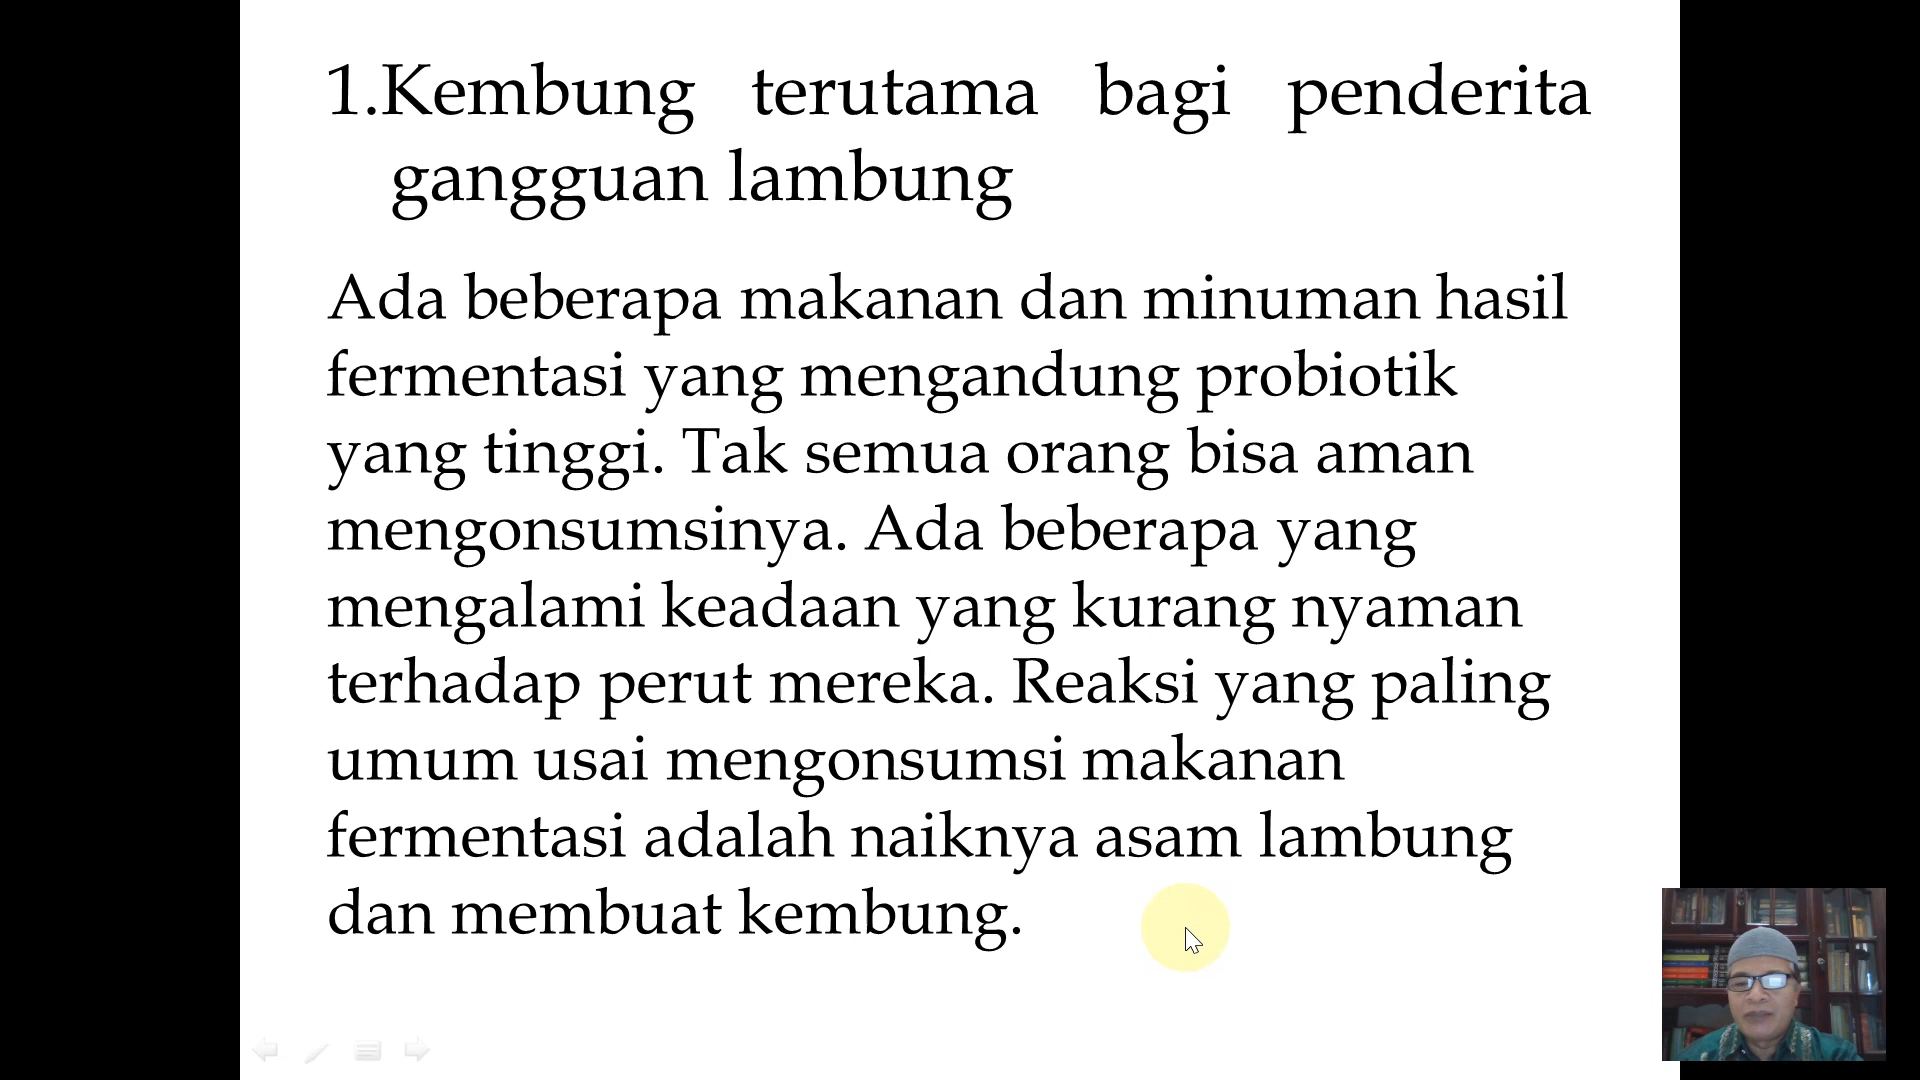 1.Kembung terutama bagi penderita
gangguan lambung
Ada beberapa makanan dan minuman hasil
fermentasi yang mengandung probiotik
yang tinggi. Tak semua orang bisa aman
mengonsumsinya. Ada beberapa yang
mengalami keadaan yang kurang nyaman
terhadap perut mereka. Reaksi yang paling
umum usai mengonsumsi makanan
fermentasi adalah naiknya asam lambung
dan membuat kembung.